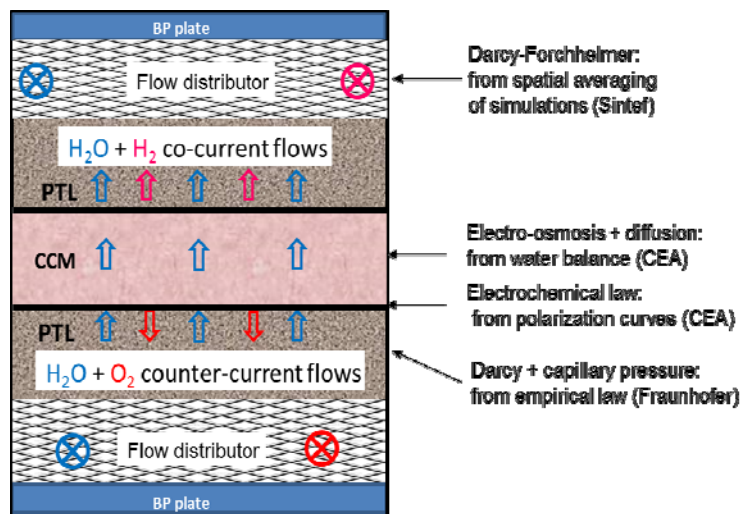 BP plate
Flow distributor
Darcy-Forchheimer:
from spatial averaging
of simulations (Sintef)
H₂O + H₂ co-current flows
PTL
CCM
Electro-osmosis + diffusion:
from water balance (CEA)
Electrochemical law:
from polarization curves (CEA)
PTL
H₂O + O₂ counter-current flows
Darcy + capillary pressure:
from empirical law (Fraunhofer)
Flow distributor
BP plate